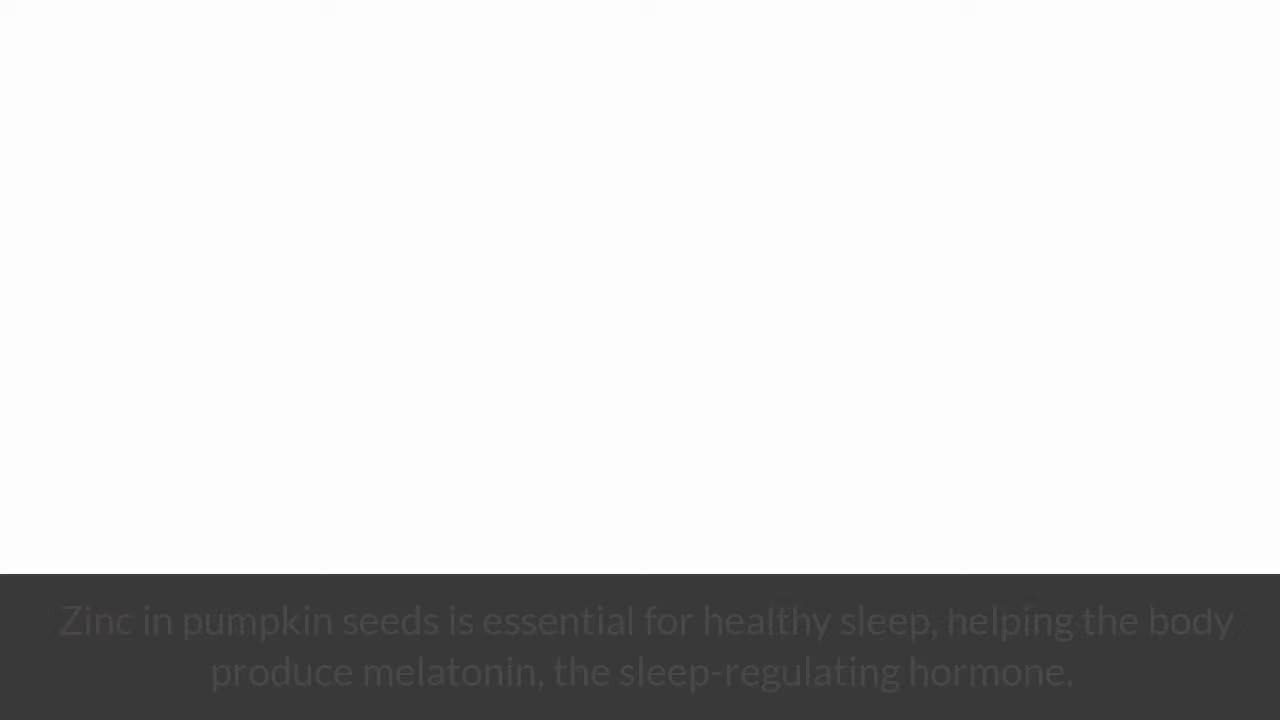 Zinc in pumpkin seeds is essential for healthy sleep, helping the body
produce melatonin, the sleep-regulating hormone.